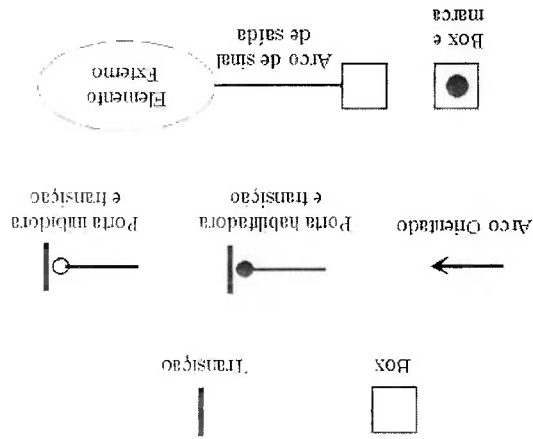 Box
Transição
Arco Orientado
Porta habilitadora
e transição
Porta inibidora
e transição
Box e
marca
Arco de sinal
de saída
Elemento
Externo